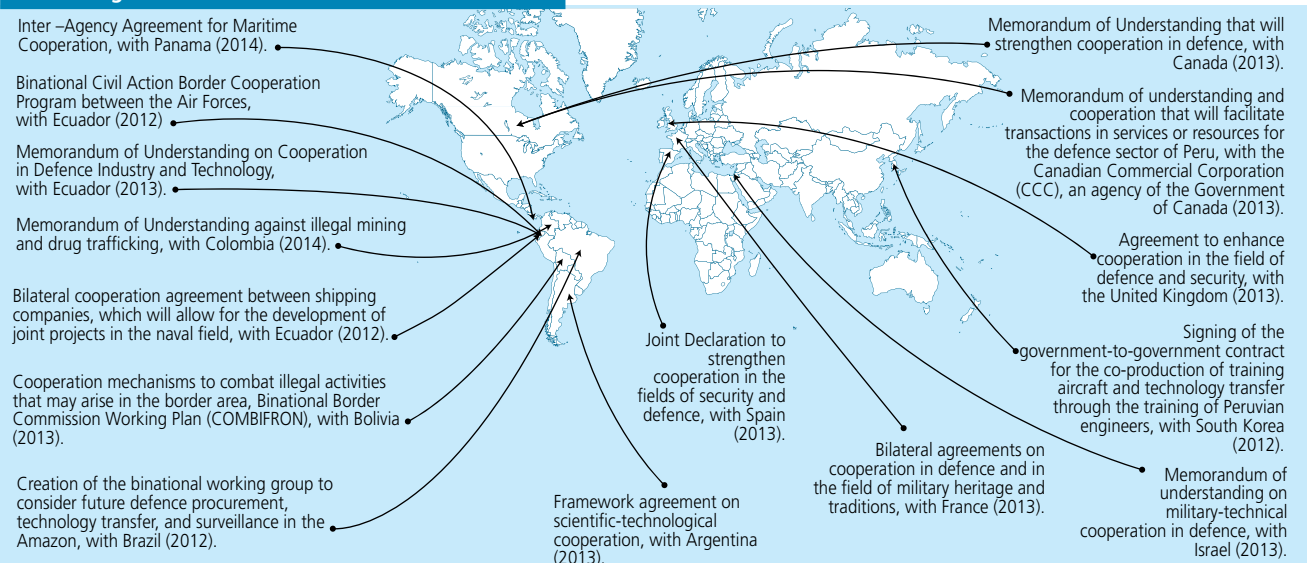 Inter –Agency Agreement for Maritime
Cooperation, with Panama (2014).
Binational Civil Action Border Cooperation
Program between the Air Forces,
with Ecuador (2012)
Memorandum of Understanding on Cooperation
in Defence Industry and Technology,
with Ecuador (2013).
Memorandum of Understanding against illegal mining
and drug trafficking, with Colombia (2014).
Bilateral cooperation agreement between shipping
companies, which will allow for the development of
joint projects in the naval field, with Ecuador (2012).
Cooperation mechanisms to combat illegal activities
that may arise in the border area, Binational Border
Commission Working Plan (COMBIFRON), with Bolivia
(2013).
Creation of the binational working group to
consider future defence procurement,
technology transfer, and surveillance in the
Amazon, with Brazil (2012).
Framework agreement on
scientific-technological
cooperation, with Argentina
(2013).
Joint Declaration to
strengthen
cooperation in the
fields of security and
defence, with Spain
(2013).
Bilateral agreements on
cooperation in defence and in
the field of military heritage and
traditions, with France (2013).
Memorandum of Understanding that will
strengthen cooperation in defence, with
Canada (2013).
Memorandum of understanding and
cooperation that will facilitate
transactions in services or resources for
the defence sector of Peru, with the
Canadian Commercial Corporation
(CCC), an agency of the Government
of Canada (2013).
Agreement to enhance
cooperation in the field of
defence and security, with
the United Kingdom (2013).
Signing of the
government-to-government contract
for the co-production of training
aircraft and technology transfer
through the training of Peruvian
engineers, with South Korea
(2012).
Memorandum of
understanding on
military-technical
cooperation in defence, with
Israel (2013).